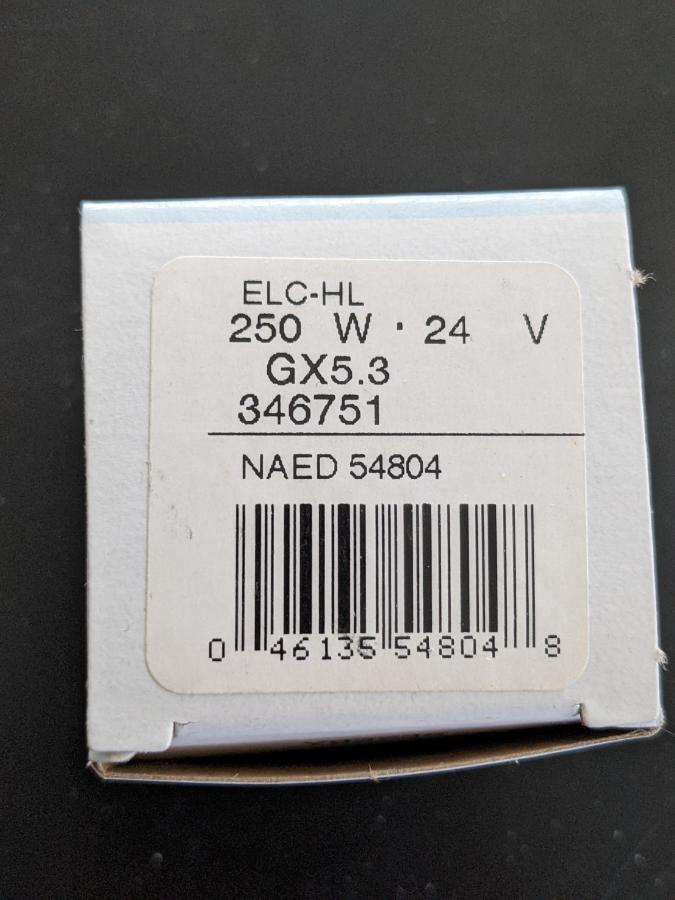 ELC-HL
250 W · 24 V
GX5.3
346751
NAED 54804
0 46135 54804 8